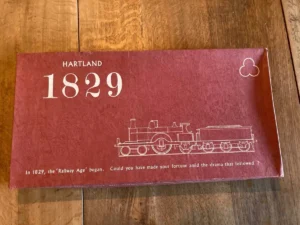 HARTLAND
1829
In 1829, the "Railway Age" began. Could you have made your fortune amid the drama that followed ?